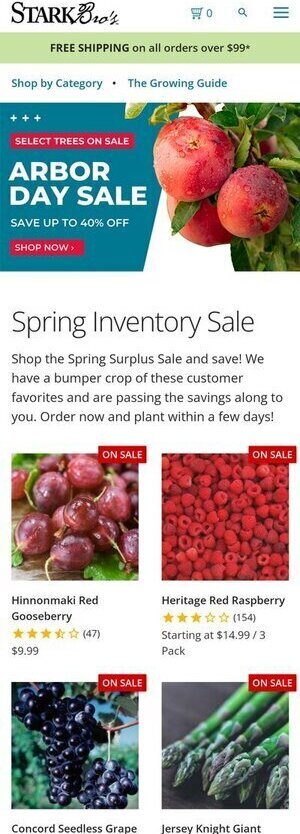 STARK Bro's
0
FREE SHIPPING on all orders over $99*
Shop by Category • The Growing Guide
SELECT TREES ON SALE
ARBOR
DAY SALE
SAVE UP TO 40% OFF
SHOP NOW ›
Spring Inventory Sale
Shop the Spring Surplus Sale and save! We
have a bumper crop of these customer
favorites and are passing the savings along to
you. Order now and plant within a few days!
ON SALE
Hinnonmaki Red
Gooseberry
(47)
$9.99
ON SALE
Heritage Red Raspberry
(154)
Starting at $14.99 / 3
Pack
ON SALE
Concord Seedless Grape
ON SALE
Jersey Knight Giant